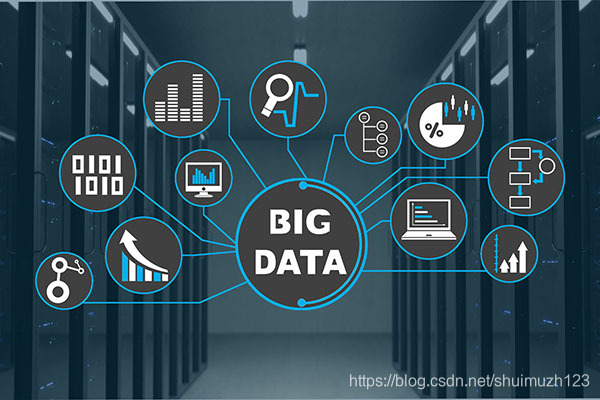 %
0101
1010
BIG
DATA
https://blog.csdn.net/shuimuzh123